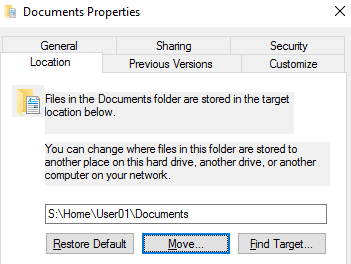 Documents Properties
General Sharing Security
Location Previous Versions Customize
Files in the Documents folder are stored in the target
location below.
You can change where files in this folder are stored to
another place on this hard drive, another drive, or another
computer on your network.
S:\Home\User01\Documents
Restore Default Move... Find Target...